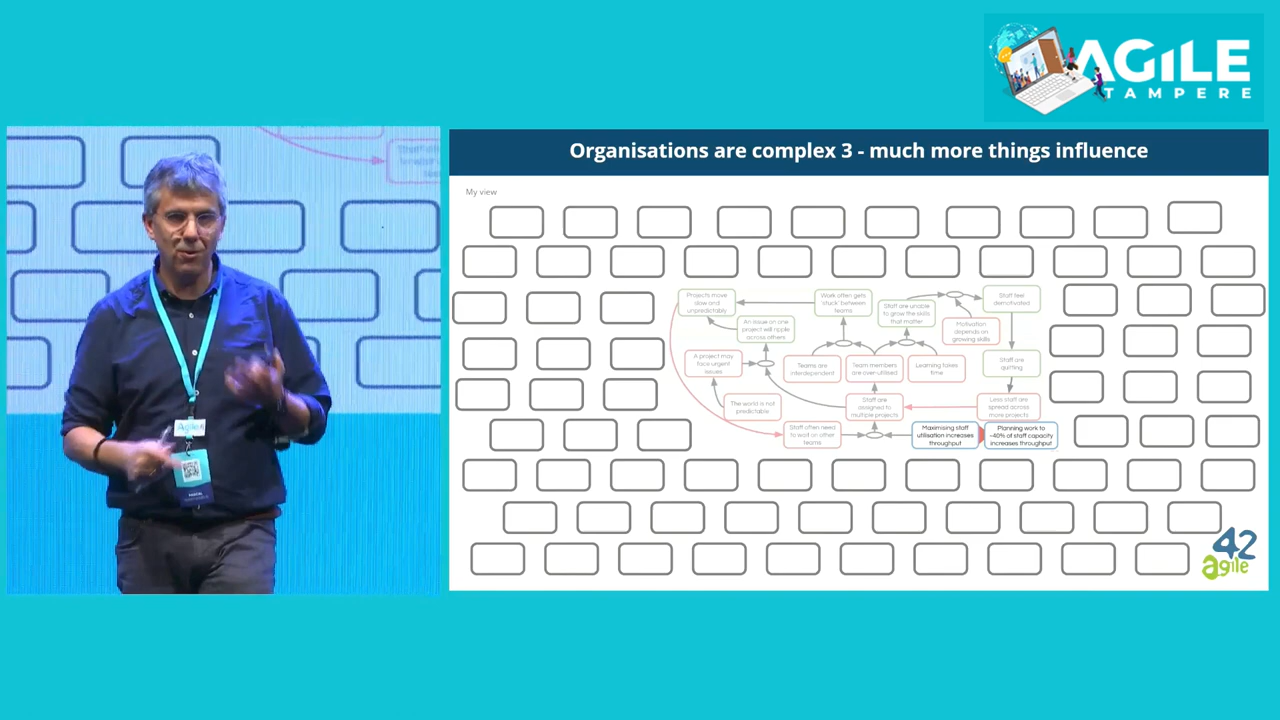 AGILE
TAMPERE
Organisations are complex 3 - much more things influence
My view
Projects move
slow and
unpredictably
Work often gets
'stuck' between
teams
Staff are unable
to grow the skills
that matter
Staff feel
demotivated
An issue on one
project will ripple
across others
Motivation
depends on
growing skills
A project may
face urgent
issues
Teams are
interdependent
Team members
are over-utilised
Learning takes
time
Staff are
quitting
The world is not
predictable
Staff are
assigned to
multiple projects
Less staff are
spread across
more projects
Staff often need
to wait on other
teams
Maximising staff
utilisation increases
throughput
Planning work to
~40% of staff capacity
increases throughput
42
agile
Agile